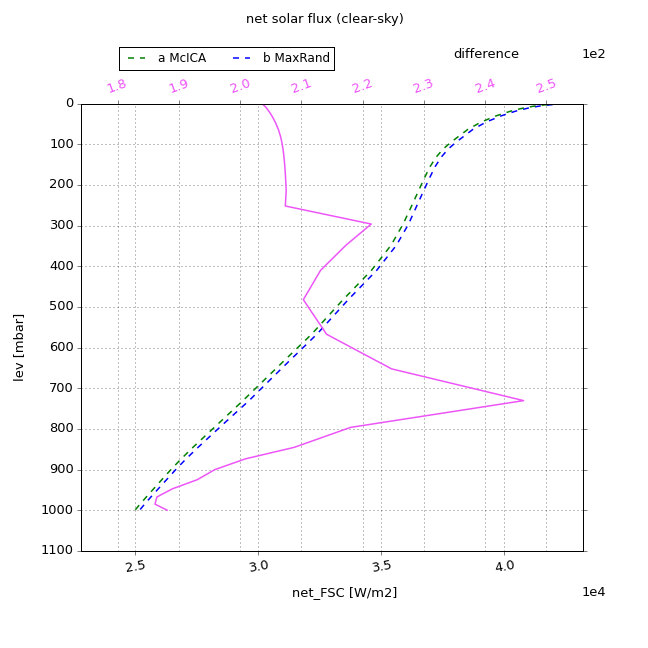 net solar flux (clear-sky)
a McICA b MaxRand
difference 1e2
1.8 1.9 2.0 2.1 2.2 2.3 2.4 2.5
0
100
200
300
400
500
600
700
800
900
1000
1100
lev [mbar]
2.5 3.0 3.5 4.0
net_FSC [W/m2] 1e4